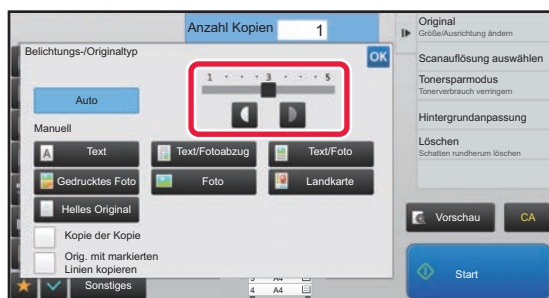 Anzahl Kopien 1
Belichtungs-/Originaltyp
OK
1 3 5
Auto
Manuell
A Text
Text/Fotoabzug
Text/Foto
Gedrucktes Foto
Foto
Landkarte
Helles Original
Kopie der Kopie
Orig. mit markierten
Linien kopieren
Sonstiges
3 A4
4 A4
Original
Größe/Ausrichtung ändern
Scanauflösung auswählen
Tonersparmodus
Tonerverbrauch verringern
Hintergrundanpassung
Löschen
Schatten rundherum löschen
Vorschau
CA
Start